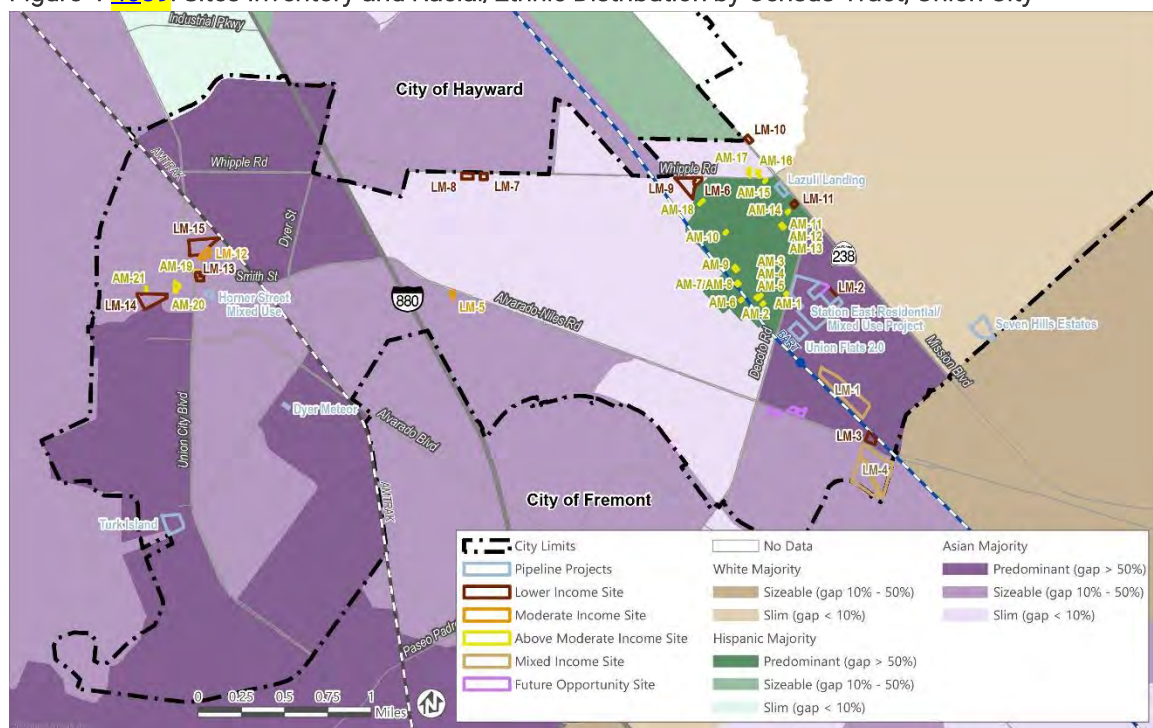 Sites Inventory and Racial/Ethnic Distribution by Census Tract, Union City
Industrial Pkwy
City of Hayward
AMTRAK
Whipple Rd
LM-8
LM-7
Whipple Rd
LM-9
LM-6
AM-18
AM-17
AM-16
LM-10
AM-15
Lazuli Landing
AM-14
LM-11
AM-11
AM-12
AM-13
AM-10
238
Dyer St
LM-15
LM-12
AM-19
LM-13
Smith St
AM-21
LM-14
AM-20
Horner Street
Mixed Use
880
LM-5
Alvarado-Niles Rd
AM-9
AM-7/AM-8
AM-6
AM-3
AM-4
AM-5
AM-2
AM-1
LM-2
Station East Residential/
Mixed Use Project
Seven Hills Estates
Union Flats 2.0
Decoto Rd
BART
Mission Blvd
LM-1
LM-3
LM-4
Union City Blvd
Dyer Meteor
Alvarado Blvd
AMTRAK
City of Fremont
Turk Island
0 0.25 0.5 0.75 1
Miles
N
City Limits
Pipeline Projects
Lower Income Site
Moderate Income Site
Above Moderate Income Site
Mixed Income Site
Future Opportunity Site
No Data
White Majority
Sizeable (gap 10% - 50%)
Slim (gap < 10%)
Hispanic Majority
Predominant (gap > 50%)
Sizeable (gap 10% - 50%)
Slim (gap < 10%)
Asian Majority
Predominant (gap > 50%)
Sizeable (gap 10% - 50%)
Slim (gap < 10%)